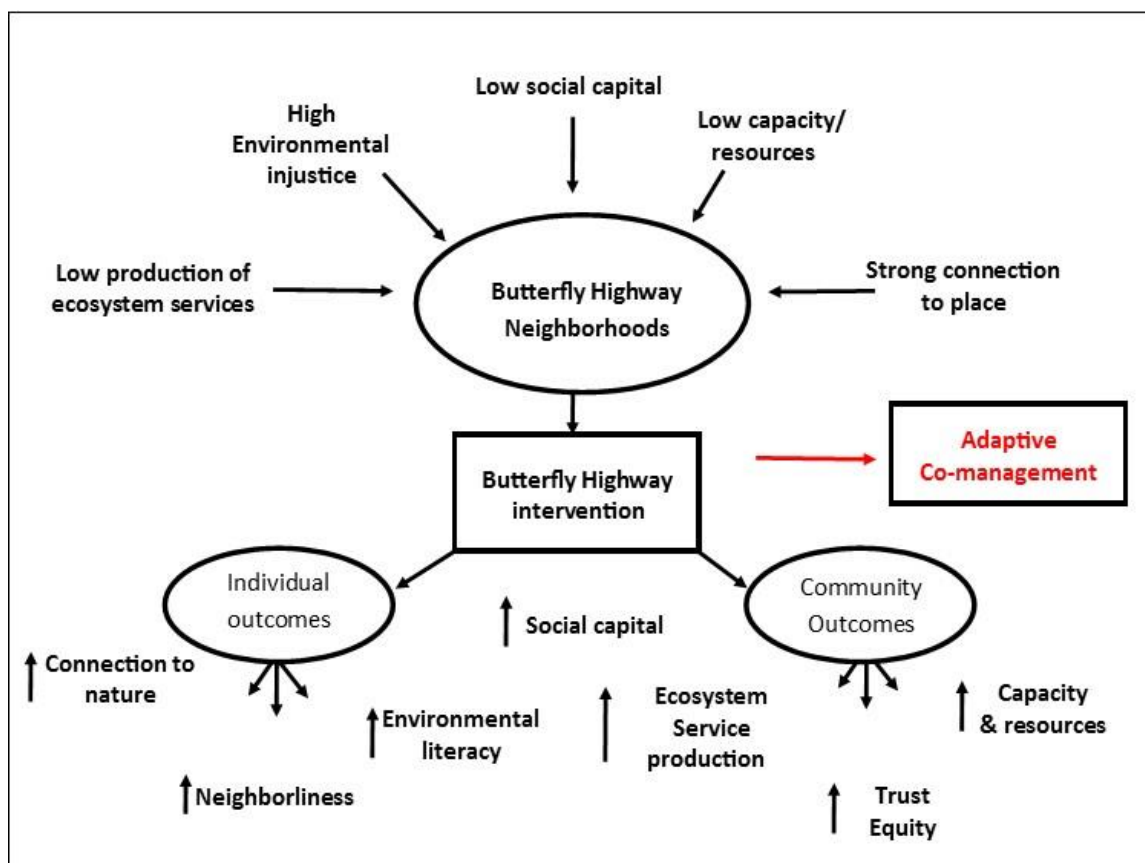 Low social capital
High
Environmental
injustice
Low capacity/
resources
Low production of
ecosystem services
Butterfly Highway
Neighborhoods
Strong connection
to place
Adaptive
Co-management
Butterfly Highway
intervention
Individual
outcomes
Community
Outcomes
Social capital
Connection to
nature
Environmental
literacy
Ecosystem
Service
production
Capacity
& resources
Neighborliness
Trust
Equity